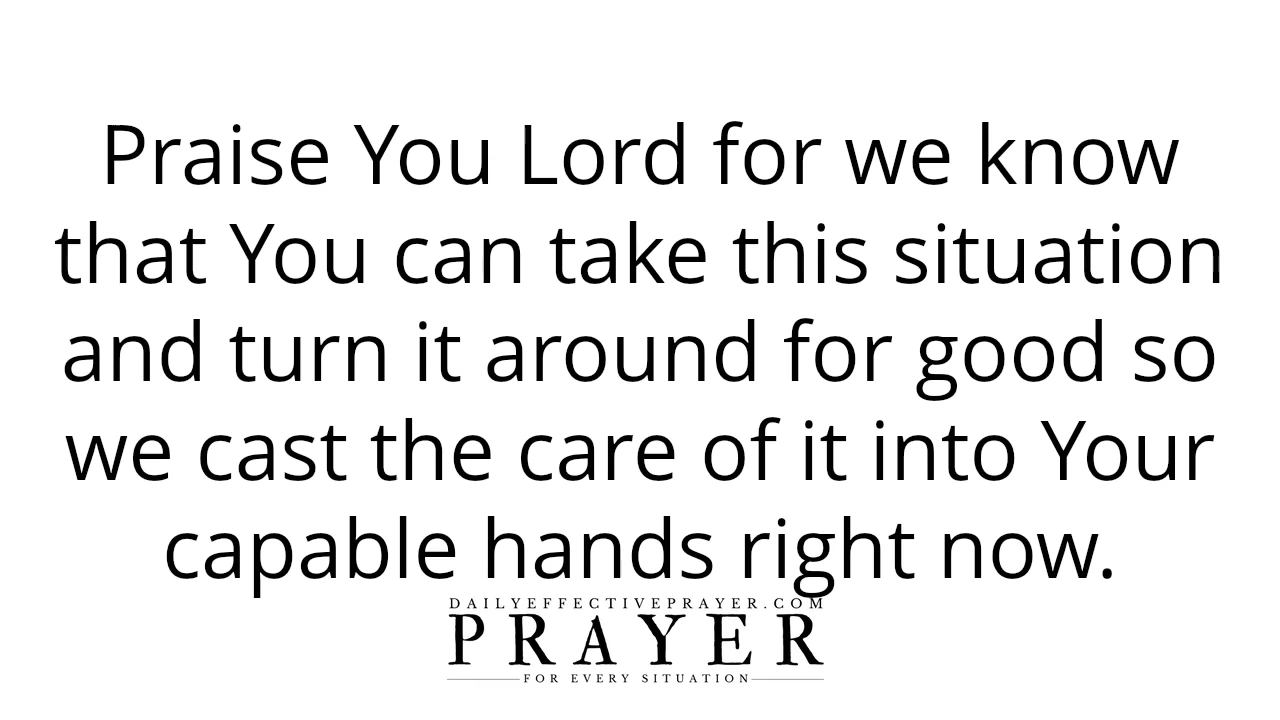 Praise You Lord for we know
that You can take this situation
and turn it around for good so
we cast the care of it into Your
capable hands right now.
DAILYEFFECTIVEPRAYER.COM
PRAYER
FOR EVERY SITUATION